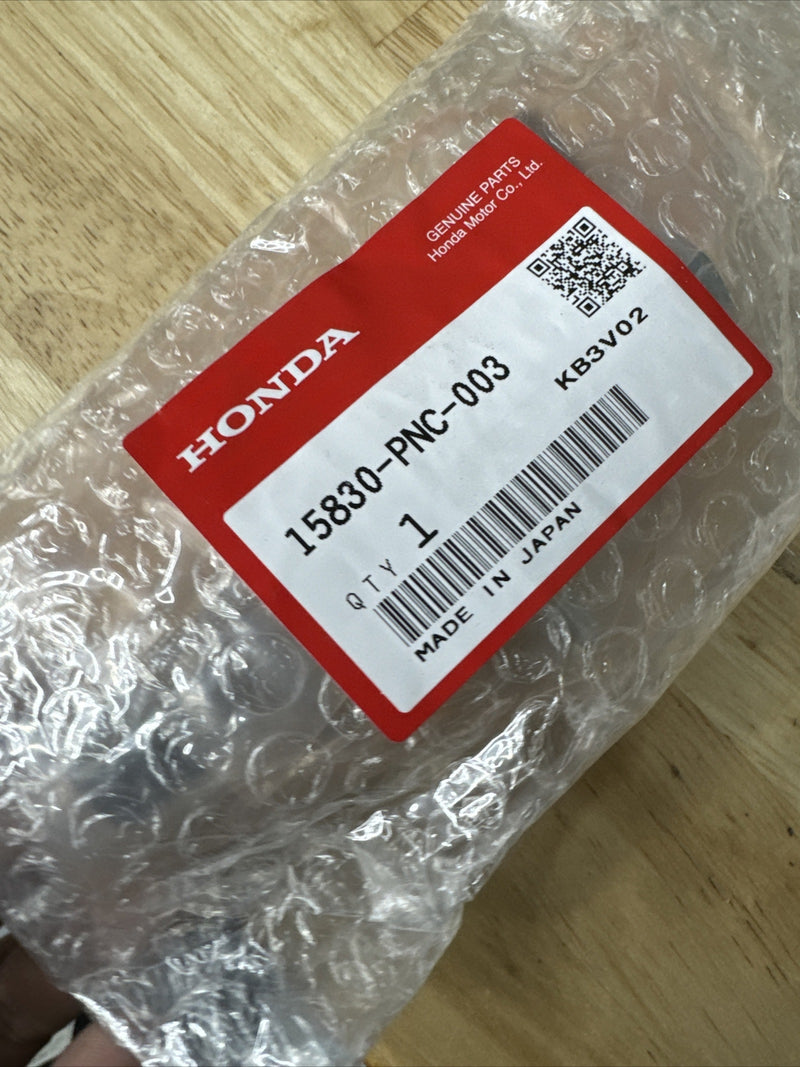 GENUINE PARTS
Honda Motor Co., Ltd.
HONDA
15830-PNC-003
KB3V02
QTY 1
MADE IN JAPAN